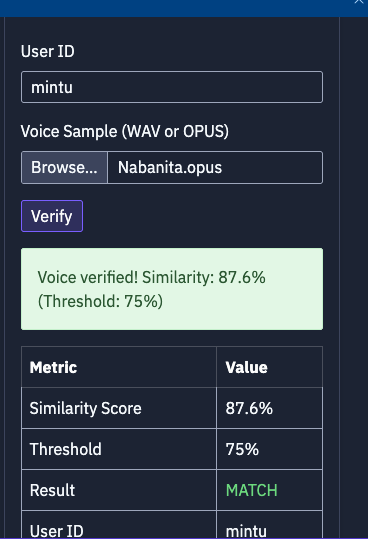 User ID
mintu
Voice Sample (WAV or OPUS)
Browse... Nabanita.opus
Verify
Voice verified! Similarity: 87.6%
(Threshold: 75%)
Metric Value
Similarity Score 87.6%
Threshold 75%
Result MATCH
User ID mintu